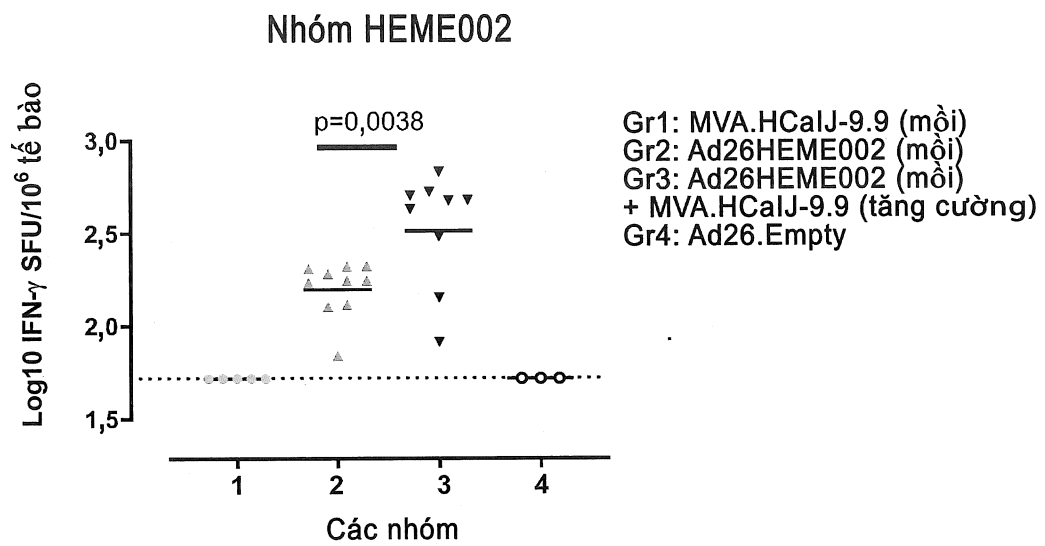 Nhóm HEME002
Log10 IFN-γ SFU/10⁶ tế bào
p=0,0038
3,0
2,5
2,0
1,5
1
2
3
4
Các nhóm
Gr1: MVA.HCalJ-9.9 (mồi)
Gr2: Ad26HEME002 (mồi)
Gr3: Ad26HEME002 (mồi)
+ MVA.HCalJ-9.9 (tăng cường)
Gr4: Ad26.Empty